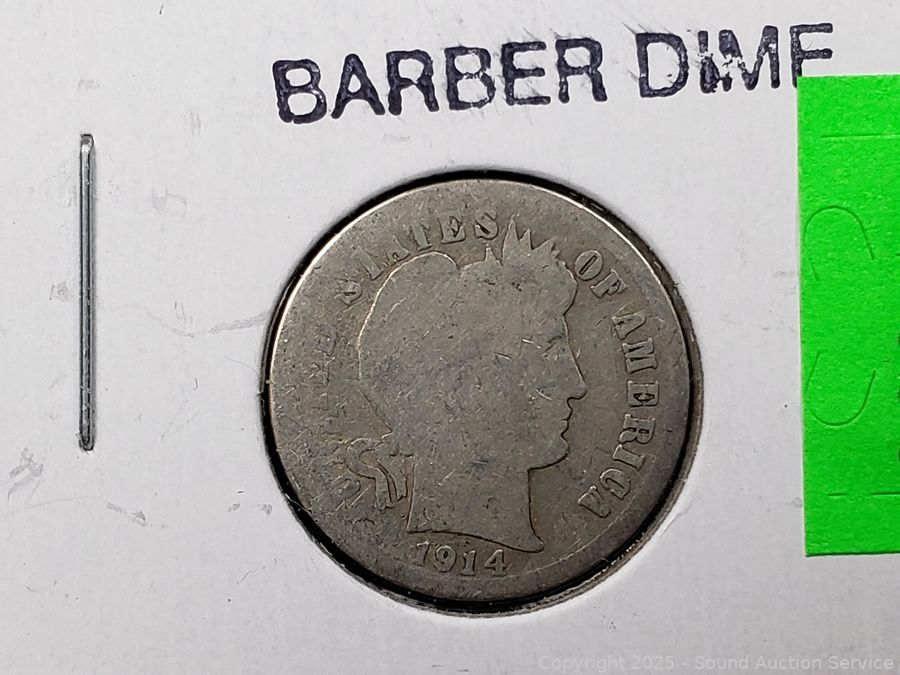 BARBER DIME
UNITED STATES OF AMERICA
1914
Copyright 2025 - Sound Auction Service